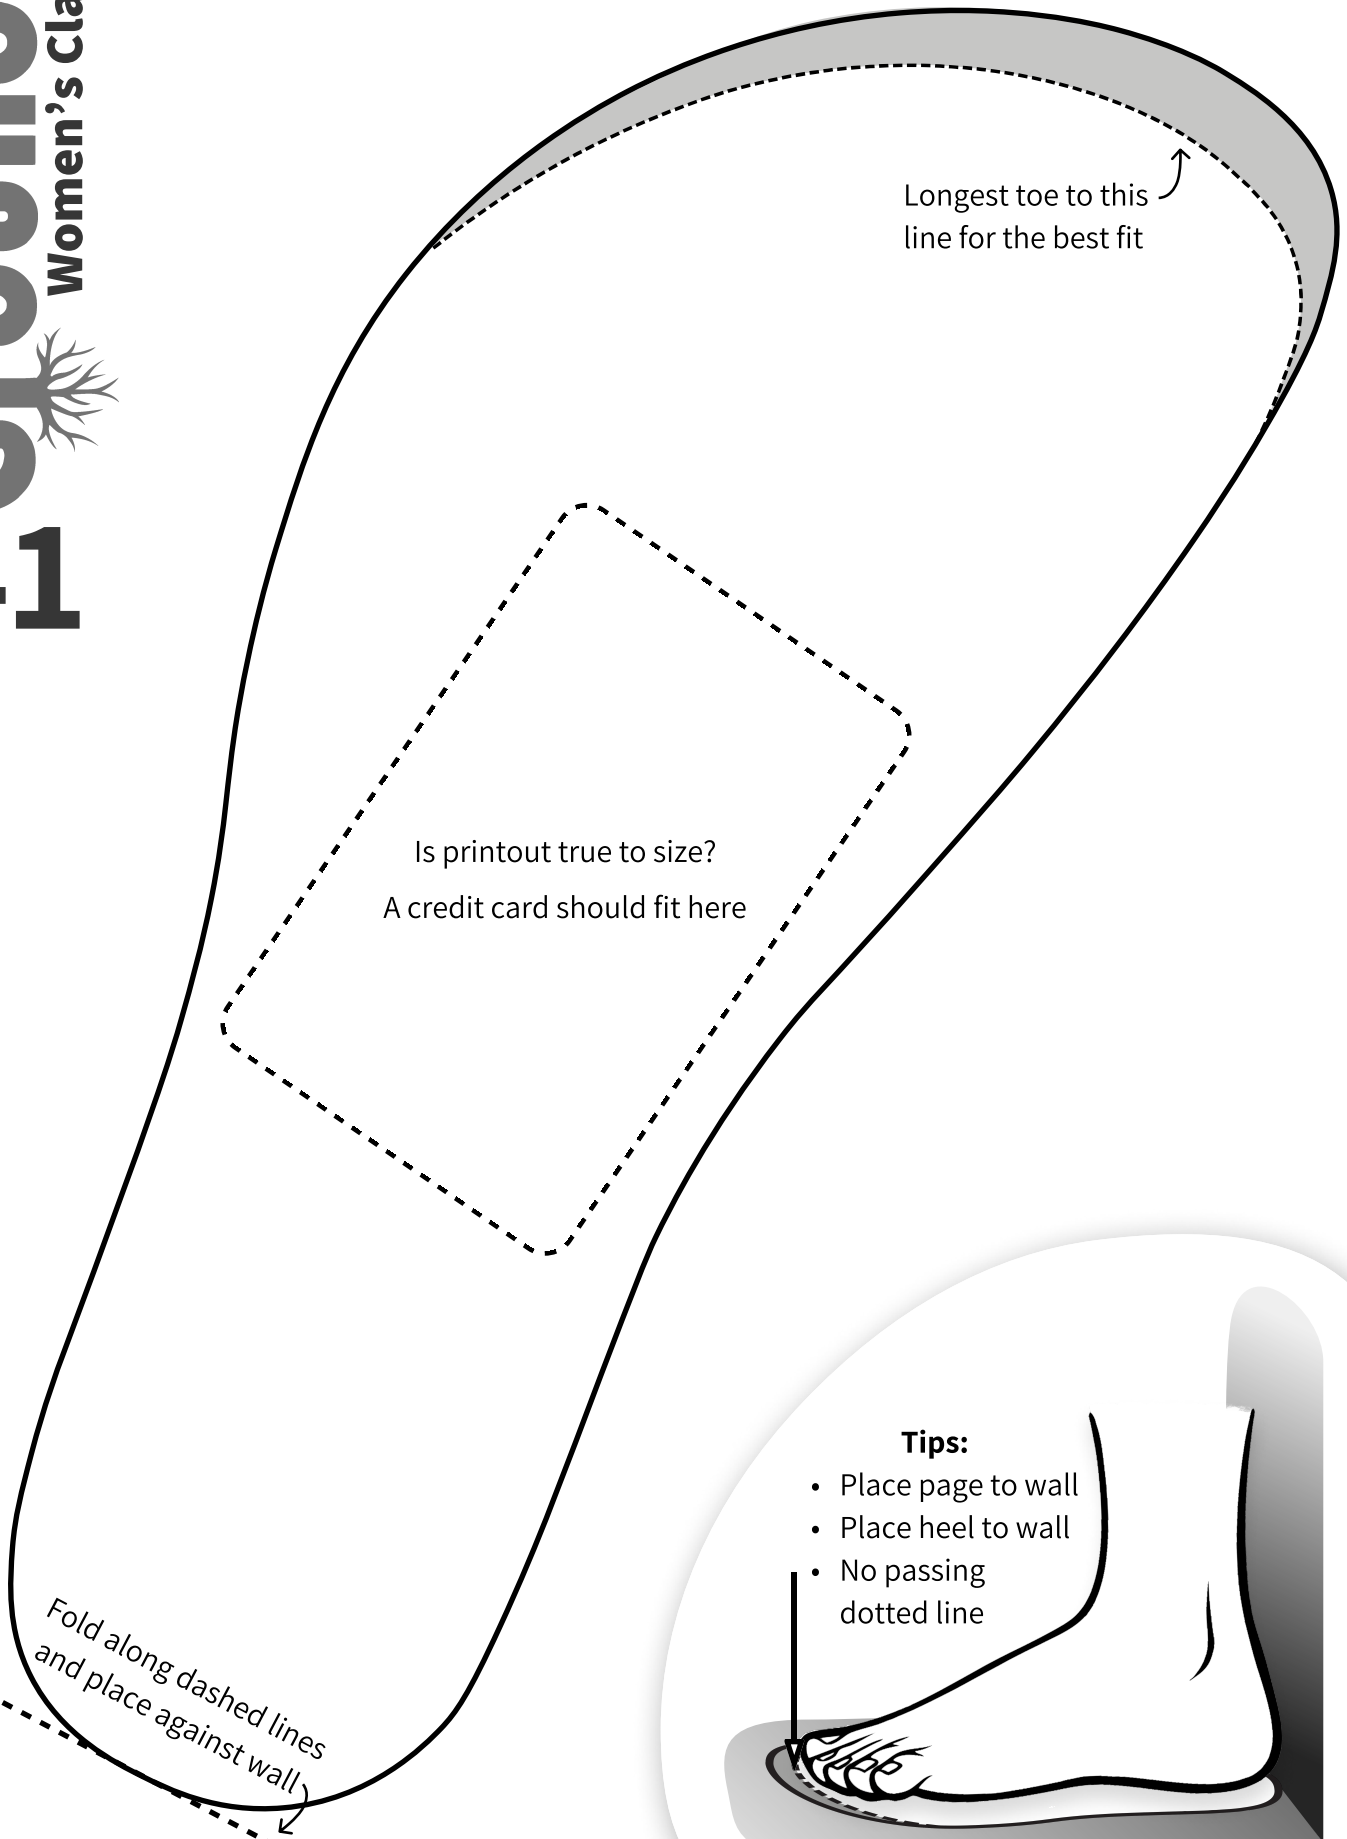 Women's
Longest toe to this
line for the best fit
Is printout true to size?
A credit card should fit here
Fold along dashed lines
and place against wall
Tips:
• Place page to wall
• Place heel to wall
• No passing
dotted line